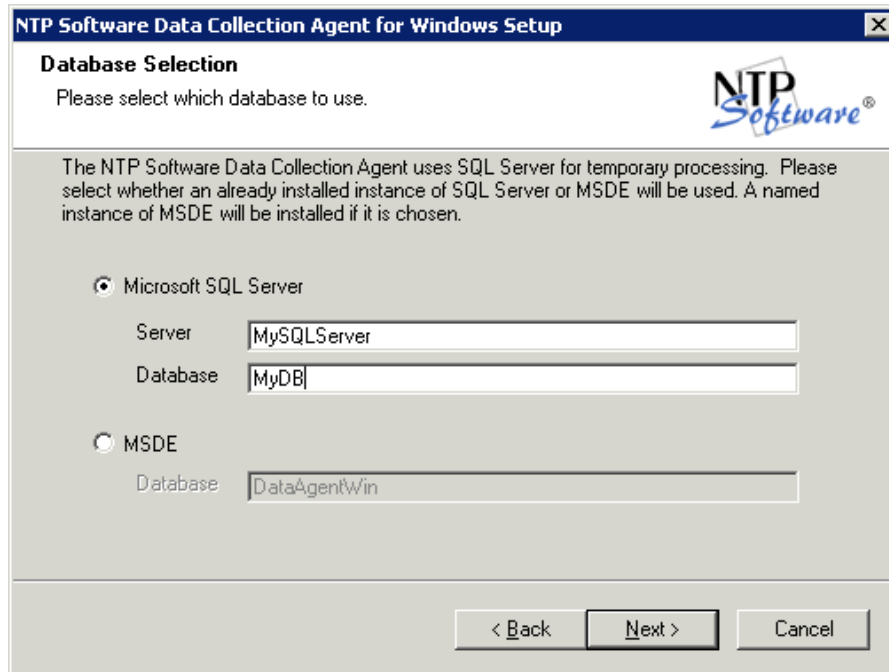 NTP Software Data Collection Agent for Windows Setup
Database Selection
Please select which database to use.
NTP
Software®
The NTP Software Data Collection Agent uses SQL Server for temporary processing. Please
select whether an already installed instance of SQL Server or MSDE will be used. A named
instance of MSDE will be installed if it is chosen.
Microsoft SQL Server
Server MySQLServer
Database MyDB
MSDE
Database DataAgentWin
< Back Next > Cancel